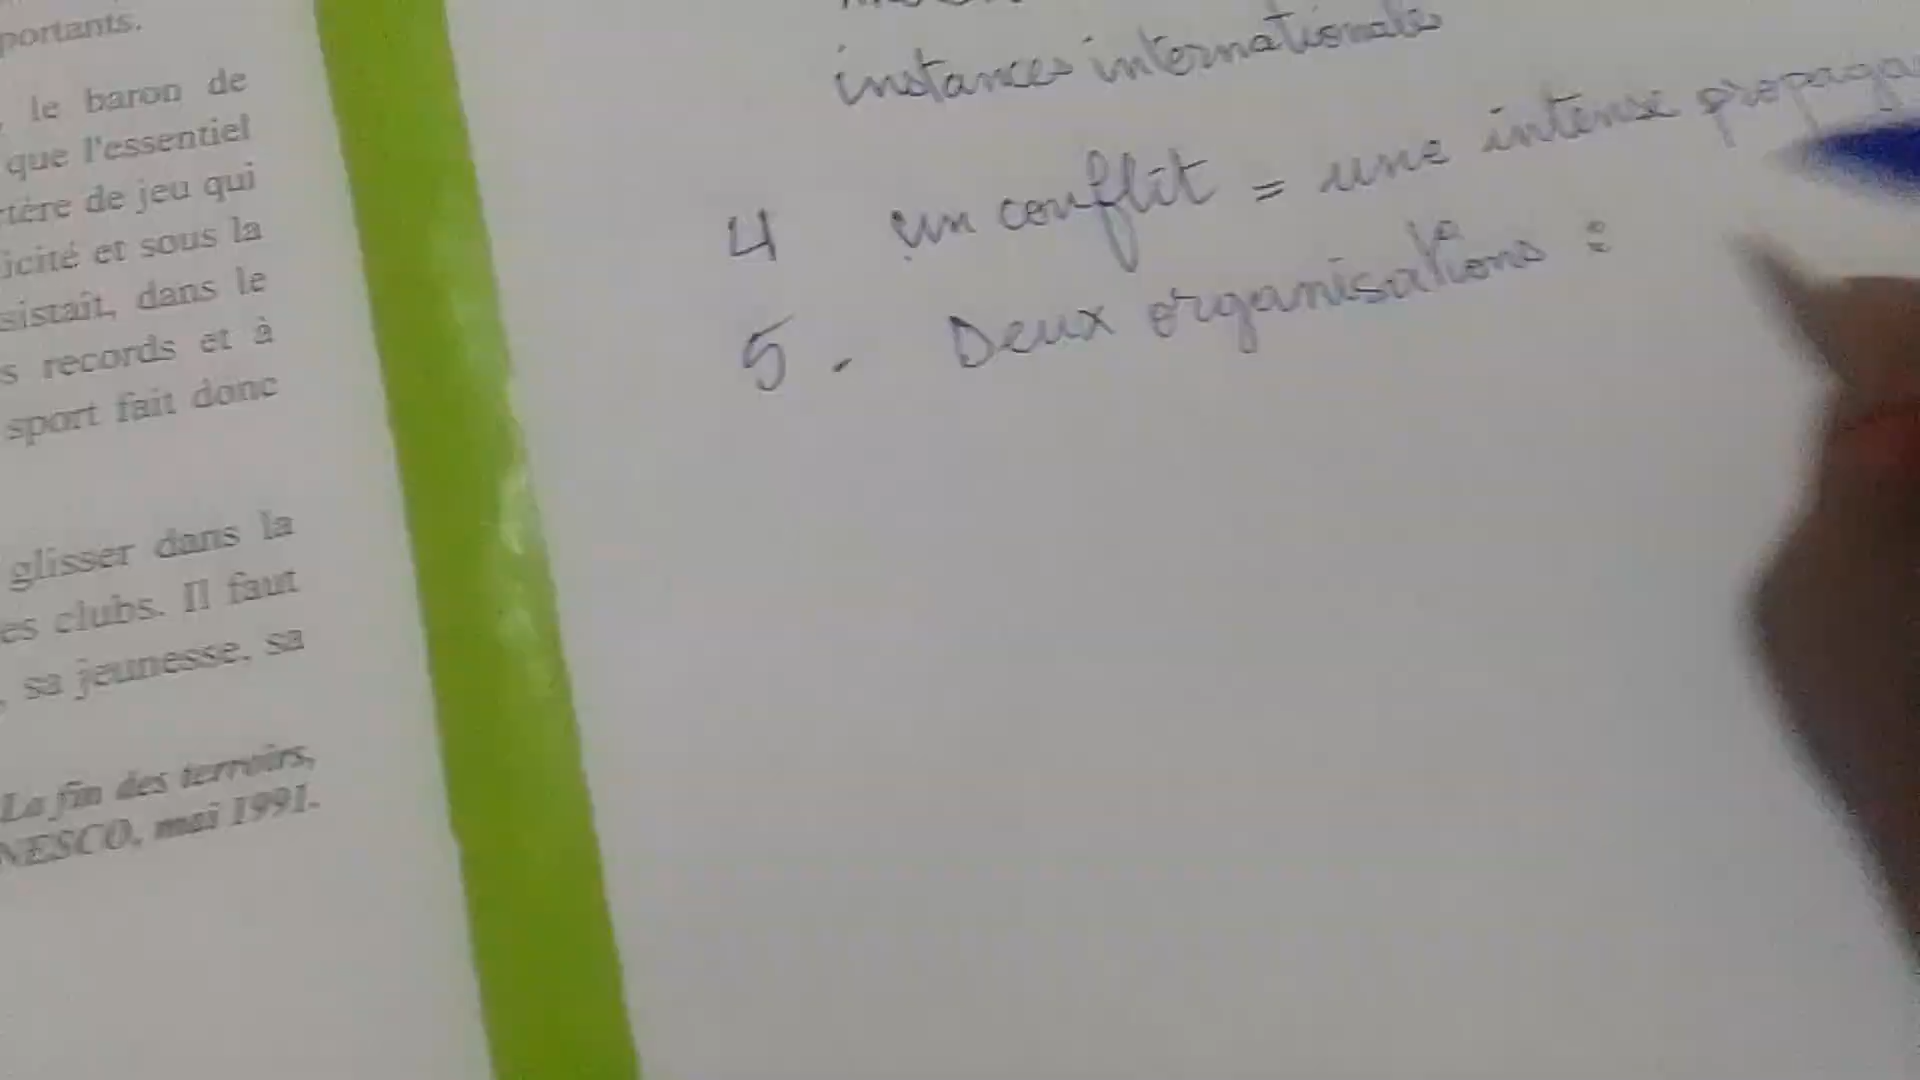 portants.
le baron de
que l'essentiel
tère de jeu qui
icité et sous la
sistait, dans le
s records et à
sport fait donc
glisser dans la
es clubs. Il faut
, sa jeunesse, sa
La fin des terroirs,
NESCO, mai 1991.
instances internationales
4 un conflit = une intense propaga
5. Deux organisations :